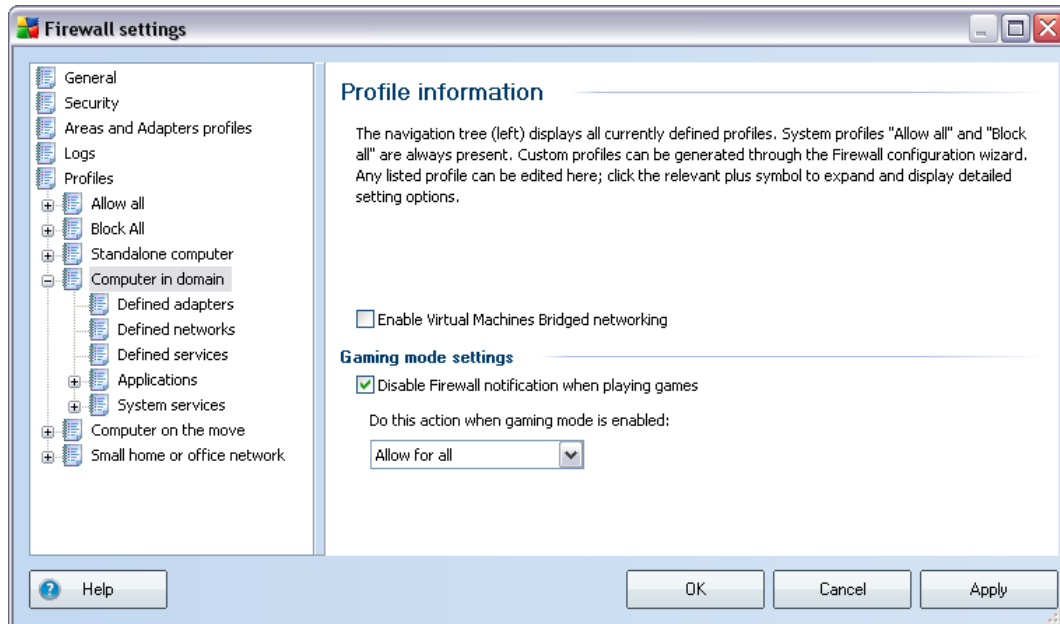 Firewall settings
General
Security
Areas and Adapters profiles
Logs
Profiles
Allow all
Block All
Standalone computer
Computer in domain
Defined adapters
Defined networks
Defined services
Applications
System services
Computer on the move
Small home or office network
Profile information
The navigation tree (left) displays all currently defined profiles. System profiles "Allow all" and "Block
all" are always present. Custom profiles can be generated through the Firewall configuration wizard.
Any listed profile can be edited here; click the relevant plus symbol to expand and display detailed
setting options.
Enable Virtual Machines Bridged networking
Gaming mode settings
Disable Firewall notification when playing games
Do this action when gaming mode is enabled:
Allow for all
Help
OK
Cancel
Apply